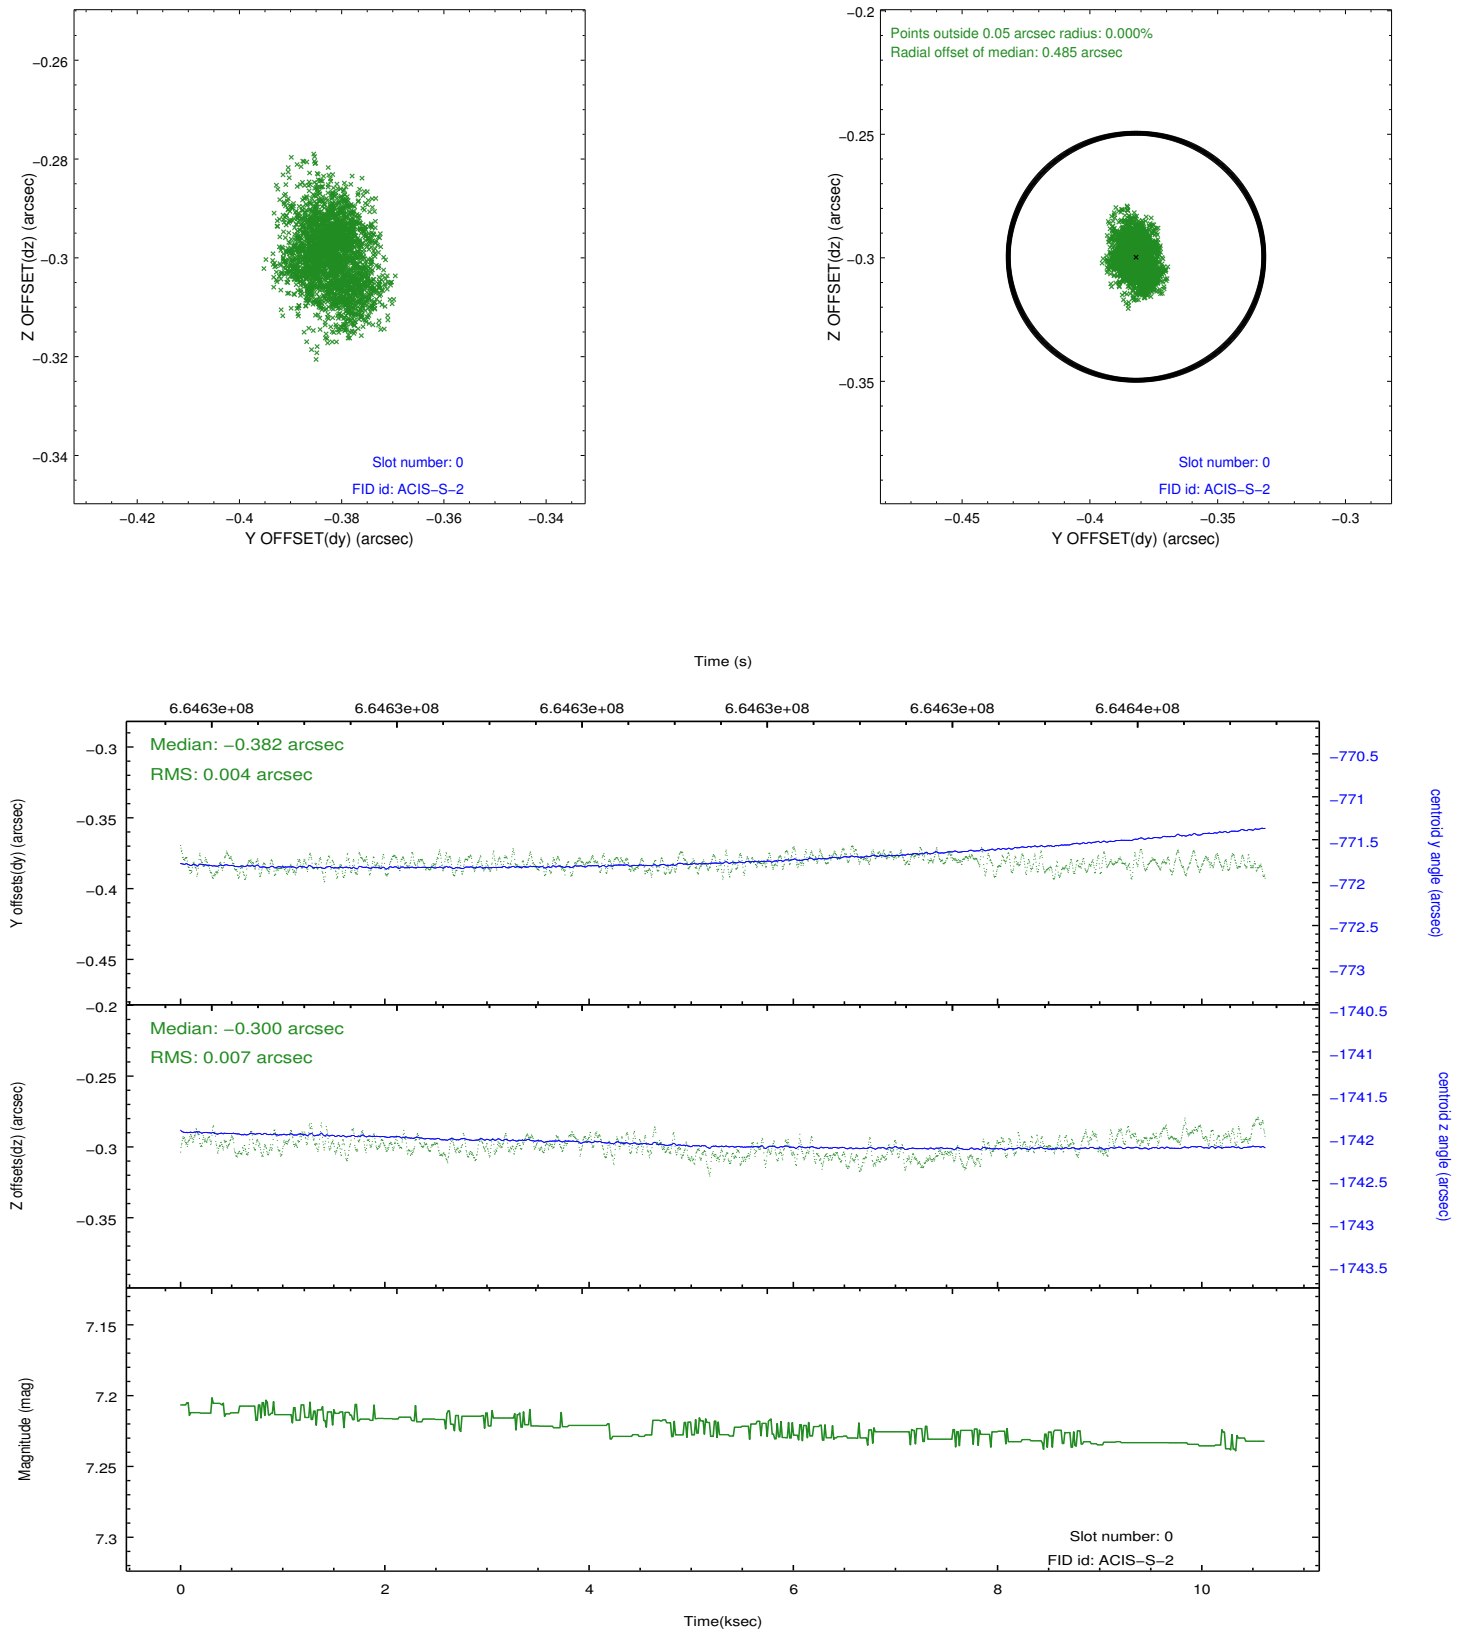 −0.26
−0.28
−0.3
−0.32
−0.34
Z OFFSET(dz) (arcsec)
Slot number: 0
FID id: ACIS−S−2
−0.42
−0.4
−0.38
−0.36
−0.34
Y OFFSET(dy) (arcsec)
−0.2
−0.25
−0.3
−0.35
Z OFFSET(dz) (arcsec)
Points outside 0.05 arcsec radius: 0.000%
Radial offset of median: 0.485 arcsec
Slot number: 0
FID id: ACIS−S−2
−0.45
−0.4
−0.35
−0.3
Y OFFSET(dy) (arcsec)
Time (s)
6.6463e+08
6.6463e+08
6.6463e+08
6.6463e+08
6.6463e+08
6.6464e+08
Median: −0.382 arcsec
RMS: 0.004 arcsec
−0.3
−0.35
−0.4
−0.45
Y offsets(dy) (arcsec)
−770.5
−771
−771.5
−772
−772.5
−773
centroid y angle (arcsec)
Median: −0.300 arcsec
RMS: 0.007 arcsec
−0.2
−0.25
−0.3
−0.35
Z offsets(dz) (arcsec)
−1740.5
−1741
−1741.5
−1742
−1742.5
−1743
−1743.5
centroid z angle (arcsec)
7.15
7.2
7.25
7.3
Magnitude (mag)
Slot number: 0
FID id: ACIS−S−2
0
2
4
6
8
10
Time(ksec)